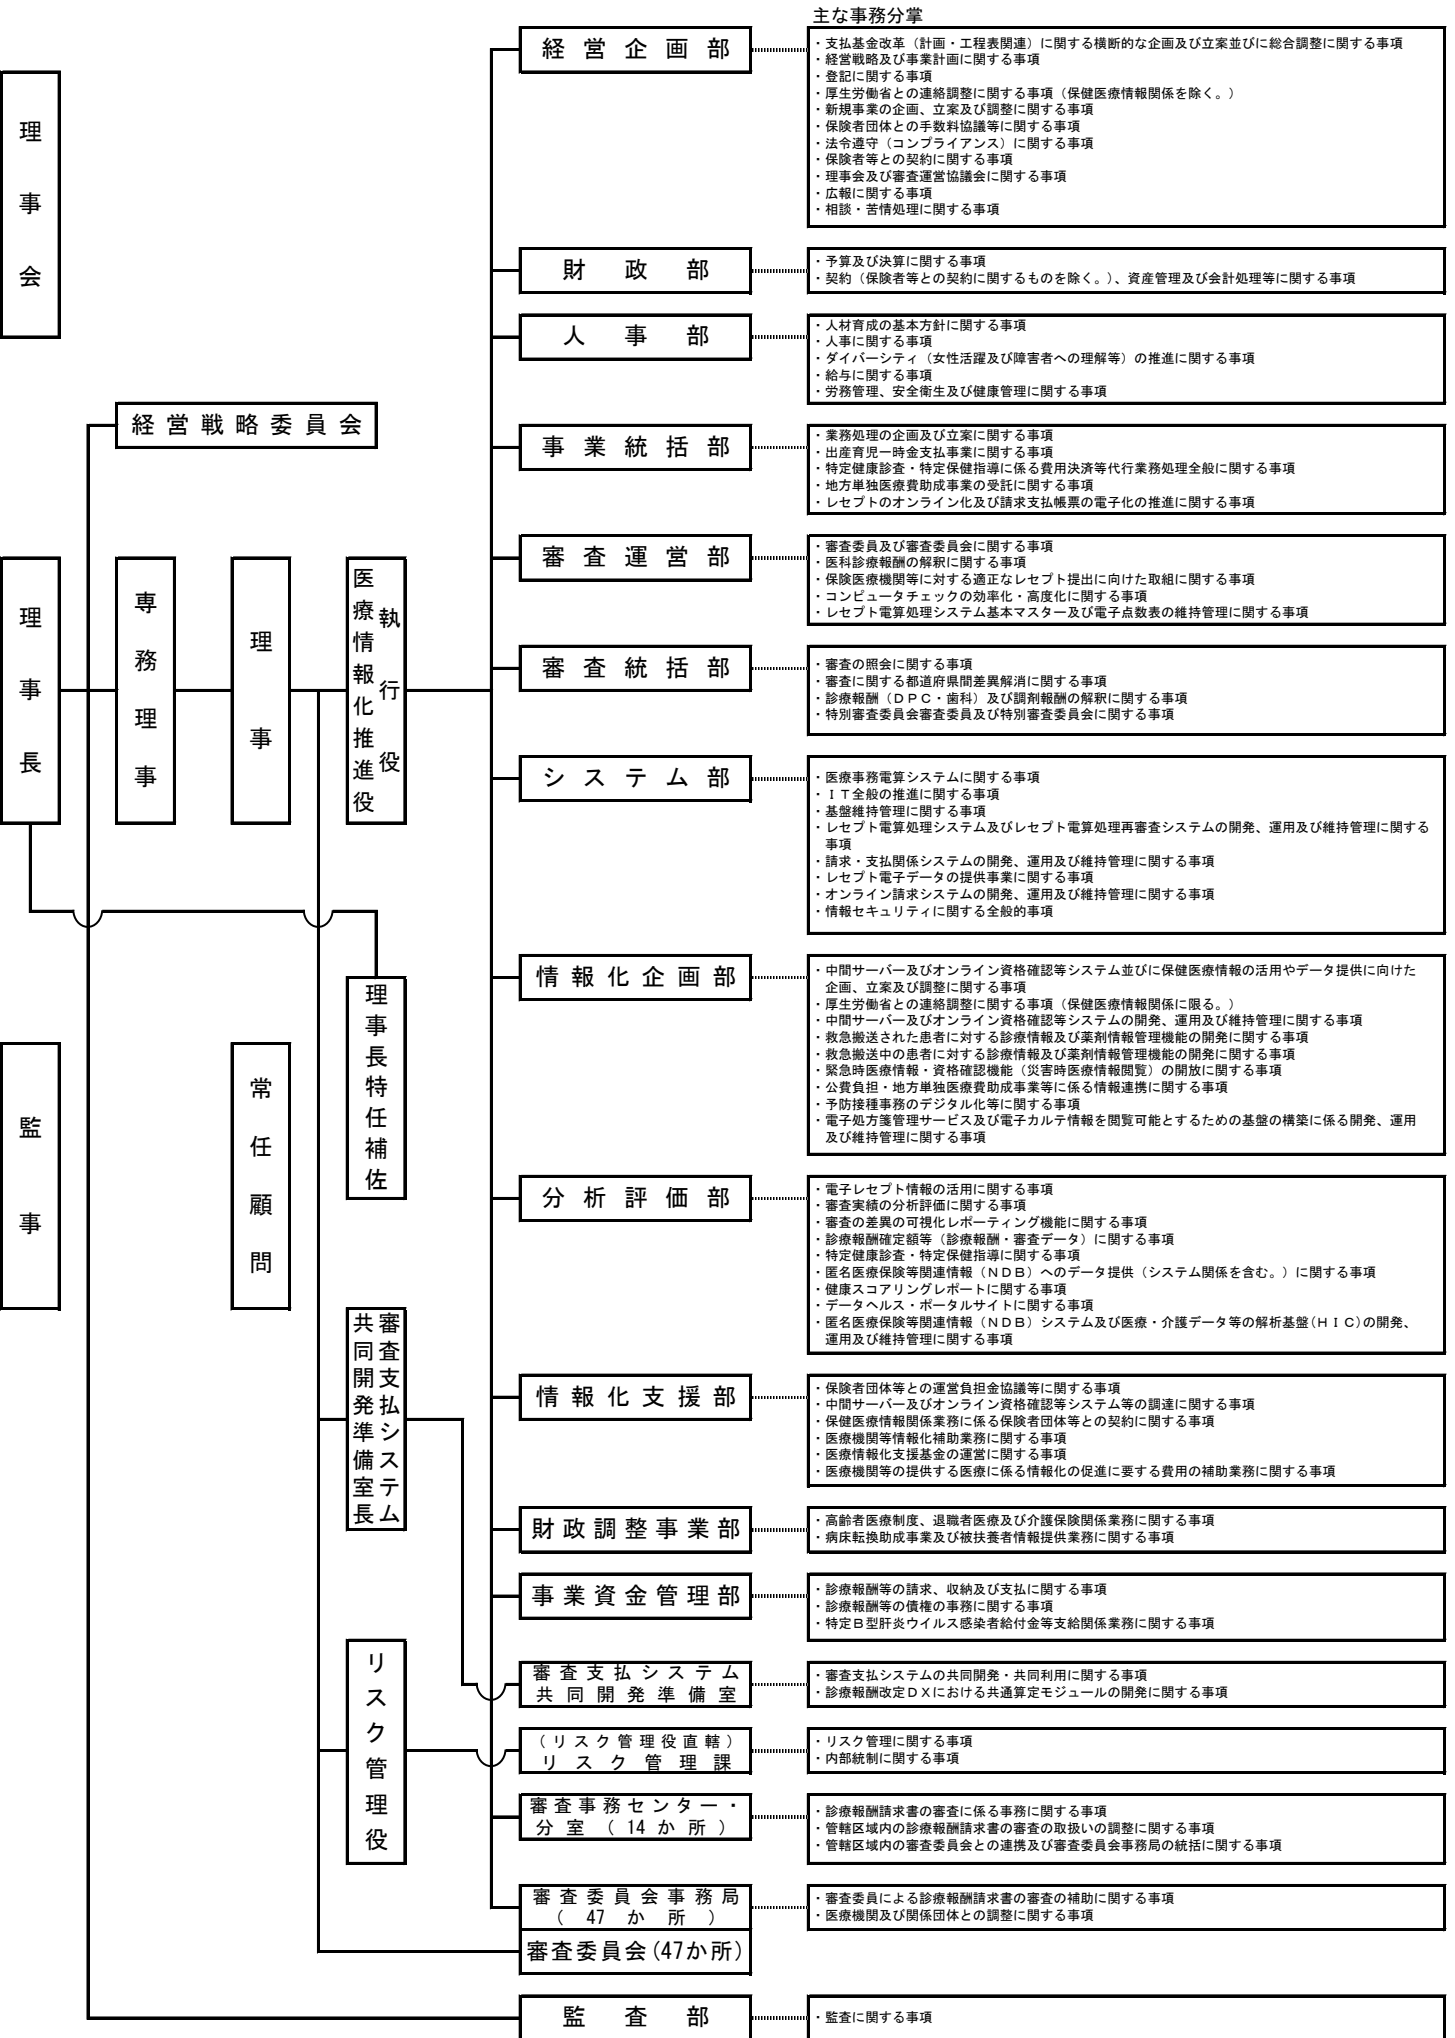 主な事務分掌
経営企画部
・支払基金改革（計画・工程表関連）に関する横断的な企画及び立案並びに総合調整に関する事項
・経営戦略及び事業計画に関する事項
・登記に関する事項
・厚生労働省との連絡調整に関する事項（保健医療情報関係を除く。）
・新規事業の企画、立案及び調整に関する事項
・保険者団体との手数料協議等に関する事項
・法令遵守（コンプライアンス）に関する事項
・保険者等との契約に関する事項
・理事会及び審査運営協議会に関する事項
・広報に関する事項
・相談・苦情処理に関する事項
理事会
財政部
・予算及び決算に関する事項
・契約（保険者等との契約に関するものを除く。）、資産管理及び会計処理等に関する事項
人事部
・人材育成の基本方針に関する事項
・人事に関する事項
・ダイバーシティ（女性活躍及び障害者への理解等）の推進に関する事項
・給与に関する事項
・労務管理、安全衛生及び健康管理に関する事項
経営戦略委員会
事業統括部
・業務処理の企画及び立案に関する事項
・出産育児一時金支払事業に関する事項
・特定健康診査・特定保健指導に係る費用決済等代行業務処理全般に関する事項
・地方単独医療費助成事業の受託に関する事項
・レセプトのオンライン化及び請求支払帳票の電子化の推進に関する事項
理事長
専務理事
理事
執行役
医療情報化推進役
審査運営部
・審査委員及び審査委員会に関する事項
・医科診療報酬の解釈に関する事項
・保険医療機関等に対する適正なレセプト提出に向けた取組に関する事項
・コンピュータチェックの効率化・高度化に関する事項
・レセプト電算処理システム基本マスター及び電子点数表の維持管理に関する事項
審査統括部
・審査の照会に関する事項
・審査に関する都道府県間差異解消に関する事項
・診療報酬（ＤＰＣ・歯科）及び調剤報酬の解釈に関する事項
・特別審査委員会審査委員及び特別審査委員会に関する事項
システム部
・医療事務電算システムに関する事項
・ＩＴ全般の推進に関する事項
・基盤維持管理に関する事項
・レセプト電算処理システム及びレセプト電算処理再審査システムの開発、運用及び維持管理に関する
事項
・請求・支払関係システムの開発、運用及び維持管理に関する事項
・レセプト電子データの提供事業に関する事項
・オンライン請求システムの開発、運用及び維持管理に関する事項
・情報セキュリティに関する全般的事項
理事長特任補佐
情報化企画部
・中間サーバー及びオンライン資格確認等システム並びに保健医療情報の活用やデータ提供に向けた
企画、立案及び調整に関する事項
・厚生労働省との連絡調整に関する事項（保健医療情報関係に限る。）
・中間サーバー及びオンライン資格確認等システムの開発、運用及び維持管理に関する事項
・救急搬送された患者に対する診療情報及び薬剤情報管理機能の開発に関する事項
・救急搬送中の患者に対する診療情報及び薬剤情報管理機能の開発に関する事項
・緊急時医療情報・資格確認機能（災害時医療情報閲覧）の開放に関する事項
・公費負担・地方単独医療費助成事業等に係る情報連携に関する事項
・予防接種事務のデジタル化等に関する事項
・電子処方箋管理サービス及び電子カルテ情報を閲覧可能とするための基盤の構築に係る開発、運用
及び維持管理に関する事項
監事
常任顧問
分析評価部
・電子レセプト情報の活用に関する事項
・審査実績の分析評価に関する事項
・審査の差異の可視化レポーティング機能に関する事項
・診療報酬確定額等（診療報酬・審査データ）に関する事項
・特定健康診査・特定保健指導に関する事項
・匿名医療保険等関連情報（ＮＤＢ）へのデータ提供（システム関係を含む。）に関する事項
・健康スコアリングレポートに関する事項
・データヘルス・ポータルサイトに関する事項
・匿名医療保険等関連情報（ＮＤＢ）システム及び医療・介護データ等の解析基盤（ＨＩＣ）の開発、
運用及び維持管理に関する事項
審査支払システム
共同開発準備室長
情報化支援部
・保険者団体等との運営負担金協議等に関する事項
・中間サーバー及びオンライン資格確認等システム等の調達に関する事項
・保健医療情報関係業務に係る保険者団体等との契約に関する事項
・医療機関等情報化補助業務に関する事項
・医療情報化支援基金の運営に関する事項
・医療機関等の提供する医療に係る情報化の促進に要する費用の補助業務に関する事項
財政調整事業部
・高齢者医療制度、退職者医療及び介護保険関係業務に関する事項
・病床転換助成事業及び被扶養者情報提供業務に関する事項
事業資金管理部
・診療報酬等の請求、収納及び支払に関する事項
・診療報酬等の債権の事務に関する事項
・特定Ｂ型肝炎ウイルス感染者給付金等支給関係業務に関する事項
リスク管理役
審査支払システム
共同開発準備室
・審査支払システムの共同開発・共同利用に関する事項
・診療報酬改定ＤＸにおける共通算定モジュールの開発に関する事項
（リスク管理役直轄）
リスク管理課
・リスク管理に関する事項
・内部統制に関する事項
審査事務センター・
分室（14か所）
・診療報酬請求書の審査に係る事務に関する事項
・管轄区域内の診療報酬請求書の審査の取扱いの調整に関する事項
・管轄区域内の審査委員会との連携及び審査委員会事務局の統括に関する事項
審査委員会事務局
（47か所）
・審査委員による診療報酬請求書の審査の補助に関する事項
・医療機関及び関係団体との調整に関する事項
審査委員会（47か所）
監査部
・監査に関する事項